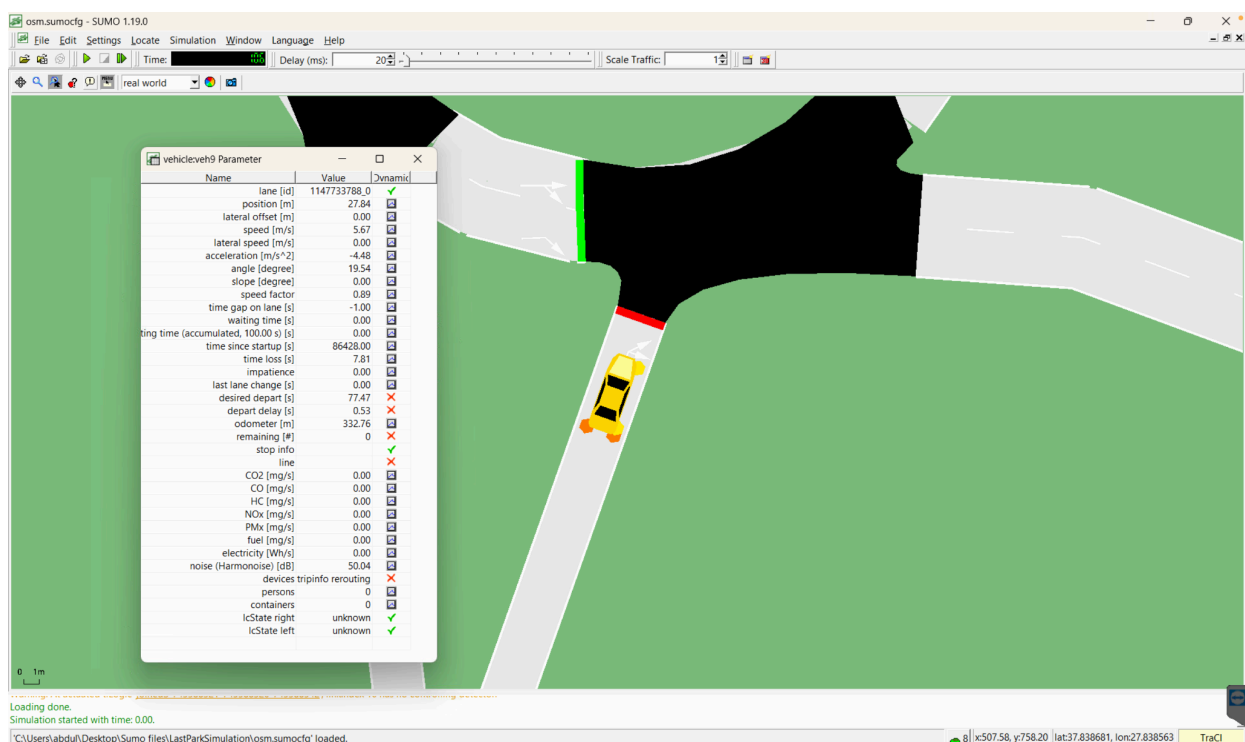 osm.sumocfg - SUMO 1.19.0
File Edit Settings Locate Simulation Window Language Help
Time: Delay (ms): 20 Scale Traffic: 1
real world
vehicle:veh9 Parameter
Name Value Dynamic
lane [id] 1147733788_0
position [m] 27.84
lateral offset [m] 0.00
speed [m/s] 5.67
lateral speed [m/s] 0.00
acceleration [m/s^2] -4.48
angle [degree] 19.54
slope [degree] 0.00
speed factor 0.89
time gap on lane [s] -1.00
waiting time [s] 0.00
ting time (accumulated, 100.00 s) [s] 0.00
time since startup [s] 86428.00
time loss [s] 7.81
impatience 0.00
last lane change [s] 0.00
desired depart [s] 77.47
depart delay [s] 0.53
odometer [m] 332.76
remaining [#] 0
stop info
line
CO2 [mg/s] 0.00
CO [mg/s] 0.00
HC [mg/s] 0.00
NOx [mg/s] 0.00
PMx [mg/s] 0.00
fuel [mg/s] 0.00
electricity [Wh/s] 0.00
noise (Harmonoise) [dB] 50.04
devices tripinfo rerouting
persons 0
containers 0
lcState right unknown
lcState left unknown
0 1m
Loading done.
Simulation started with time: 0.00.
'C:\Users\abdul\Desktop\Sumo files\LastParkSimulation\osm.sumocfg' loaded.
8 x:507.58, y:758.20 lat:37.838681, lon:27.838563 TraCI